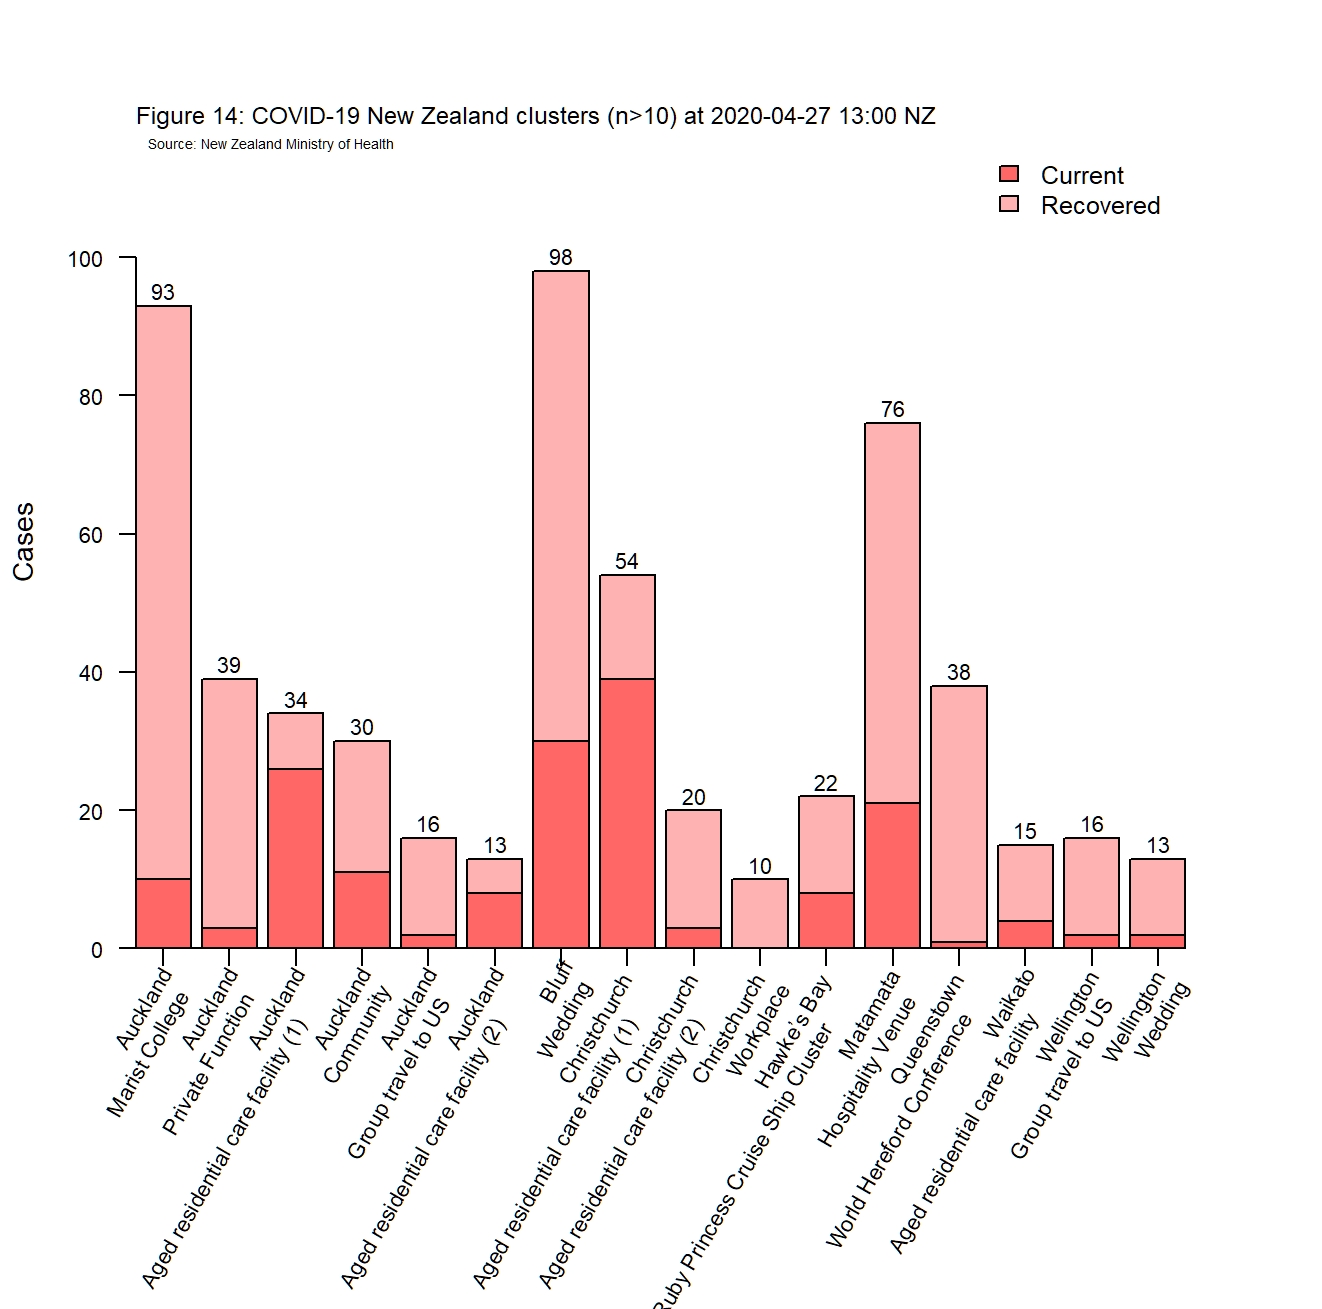 Figure 14: COVID-19 New Zealand clusters (n>10) at 2020-04-27 13:00 NZ
Source: New Zealand Ministry of Health
Current
Recovered
100
80
60
40
20
0
Cases
93
39
34
30
16
13
98
54
20
10
22
76
38
15
16
13
Auckland
Marist College
Auckland
Private Function
Auckland
Aged residential care facility (1)
Auckland
Community
Auckland
Group travel to US
Auckland
Aged residential care facility (2)
Bluff
Wedding
Christchurch
Aged residential care facility (1)
Christchurch
Aged residential care facility (2)
Christchurch
Workplace
Hawke's Bay
Ruby Princess Cruise Ship Cluster
Matamata
Hospitality Venue
Queenstown
World Hereford Conference
Waikato
Aged residential care facility
Wellington
Group travel to US
Wellington
Wedding